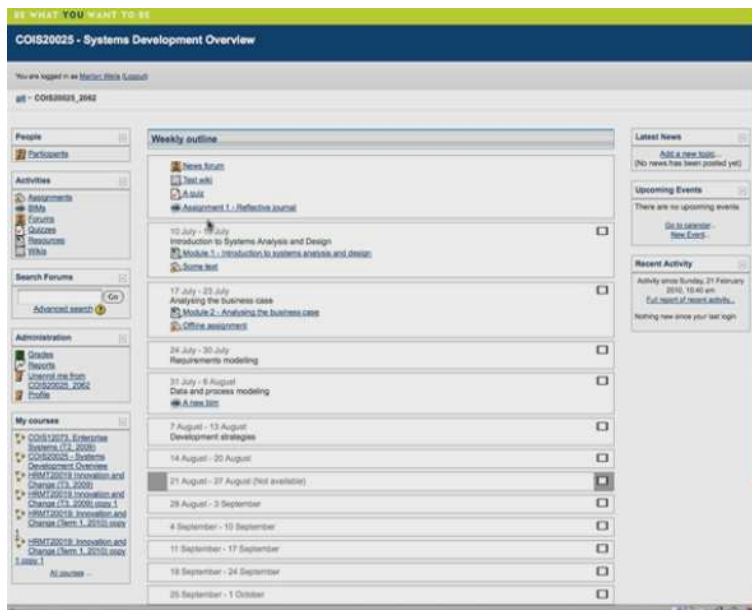 BE WHAT YOU WANT TO BE
COIS20025 - Systems Development Overview
You are logged in as (Logout)
COIS20025_2062
People
Participants
Activities
Assignments
BIMs
Forums
Quizzes
Resources
Wikis
Search Forums
Go
Advanced search
Administration
Grades
Reports
Unenrol me from
COIS20025_2062
Profile
My courses
COIS12073, Enterprise
Systems (T2, 2009)
COIS20025 - Systems
Development Overview
HRMT20019 Innovation and
Change (T3, 2009)
HRMT20019 Innovation and
Change (T3, 2009) copy 1
HRMT20019 Innovation and
Change (Term 1, 2010) copy
1
HRMT20019 Innovation and
Change (Term 1, 2010) copy
1 copy 1
All courses ...
Weekly outline
News forum
Test wiki
A quiz
Assignment 1 - Reflective journal
10 July - July
Introduction to Systems Analysis and Design
Module 1 - Introduction to systems analysis and design
Some text
17 July - 23 July
Analysing the business case
Module 2 - Analysing the business case
Offline assignment
24 July - 30 July
Requirements modelling
31 July - 6 August
Data and process modeling
A new bim
7 August - 13 August
Development strategies
14 August - 20 August
21 August - 27 August (Not available)
28 August - 3 September
4 September - 10 September
11 September - 17 September
18 September - 24 September
25 September - 1 October
Latest News
Add a new topic...
(No news has been posted yet)
Upcoming Events
There are no upcoming events
Go to calendar...
New Event...
Recent Activity
Activity since Sunday, 21 February
2010, 10:40 am
Full report of recent activity...
Nothing new since your last login